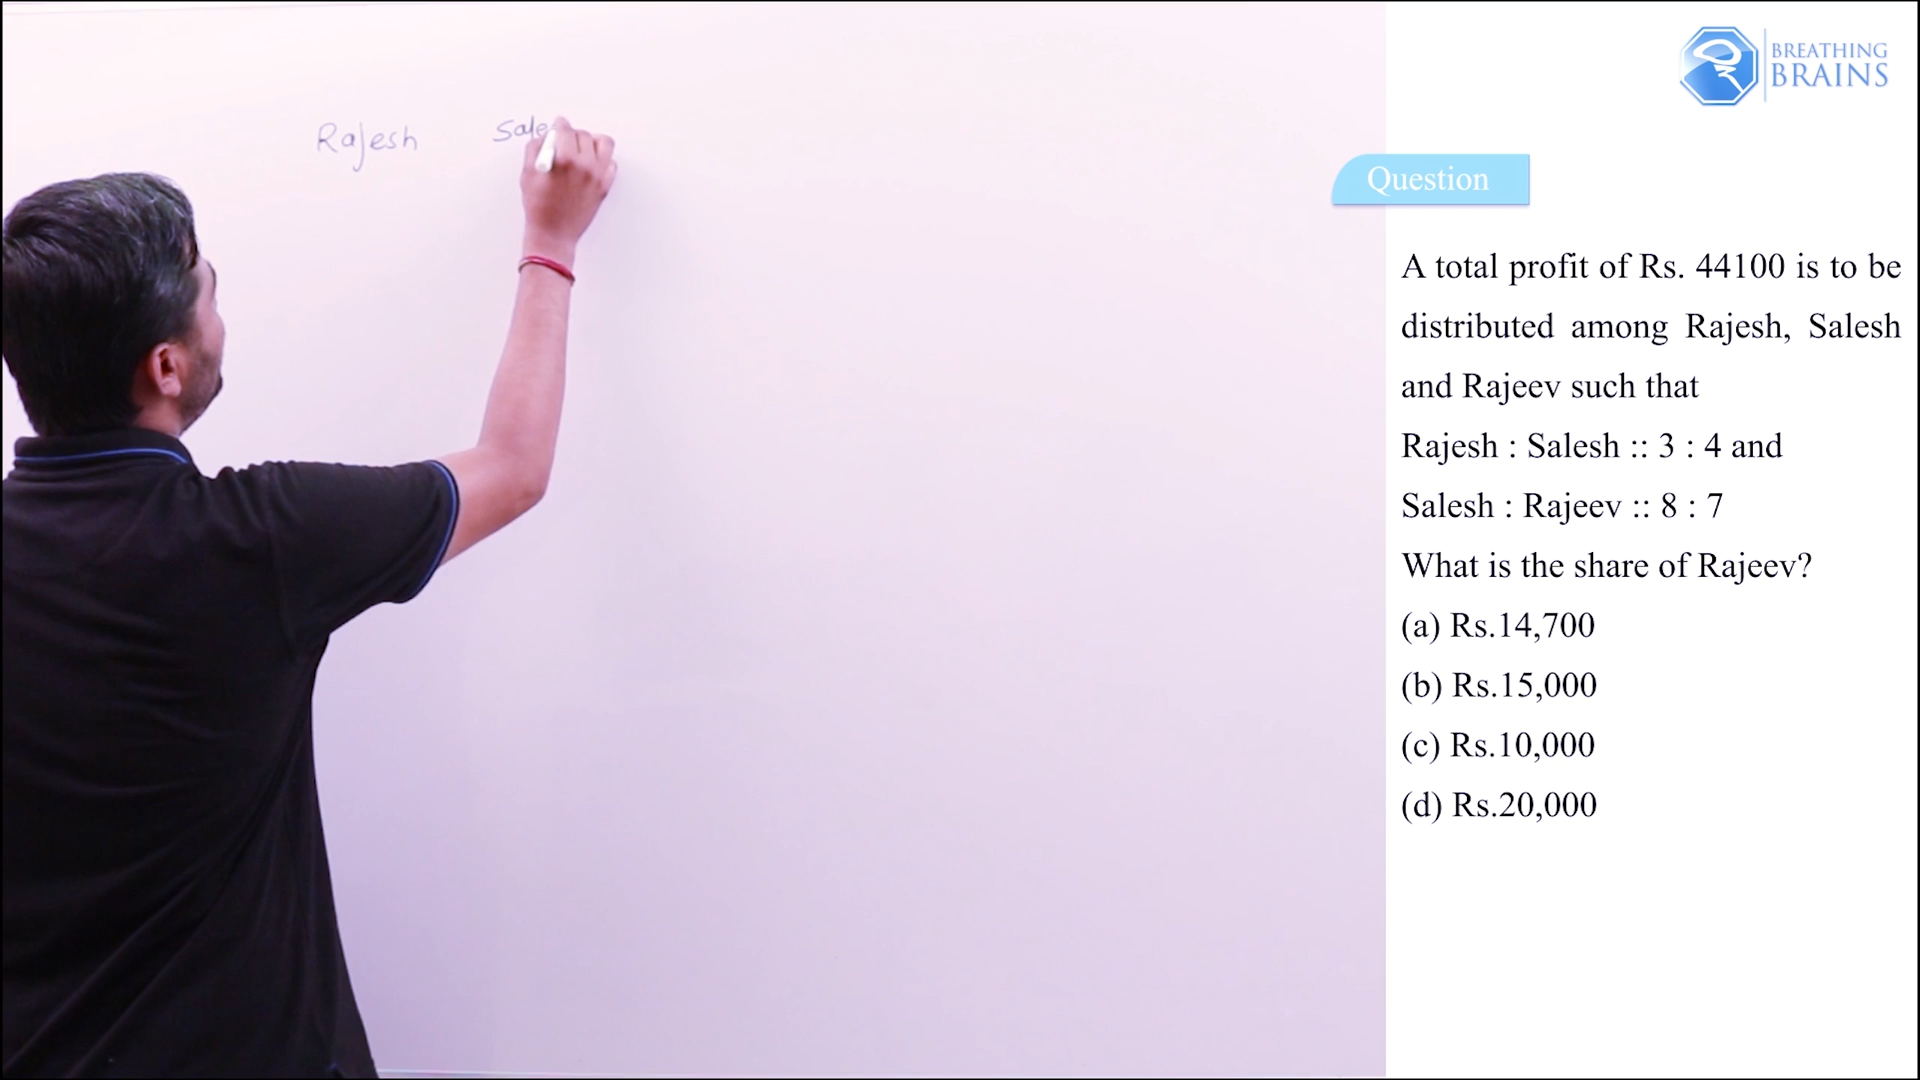 BREATHING
BRAINS
Rajesh Sale
Question
A total profit of Rs. 44100 is to be
distributed among Rajesh, Salesh
and Rajeev such that
Rajesh : Salesh :: 3 : 4 and
Salesh : Rajeev :: 8 : 7
What is the share of Rajeev?
(a) Rs.14,700
(b) Rs.15,000
(c) Rs.10,000
(d) Rs.20,000